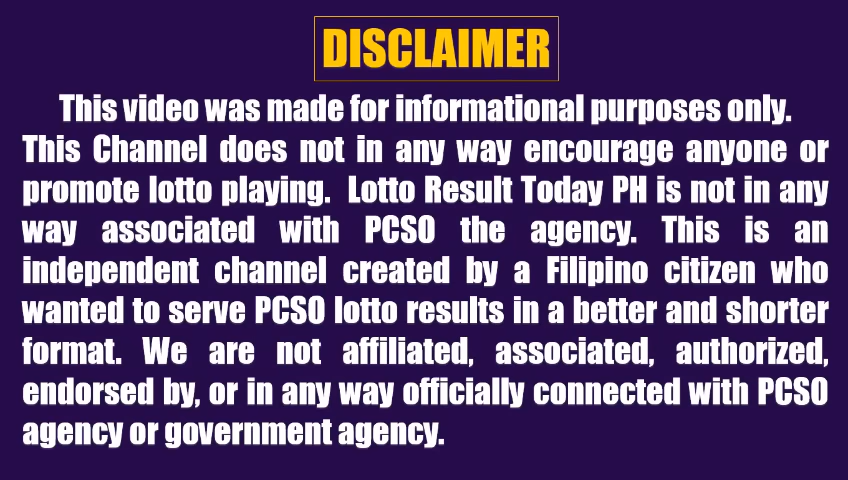 DISCLAIMER
This video was made for informational purposes only.
This Channel does not in any way encourage anyone or
promote lotto playing. Lotto Result Today PH is not in any
way associated with PCSO the agency. This is an
independent channel created by a Filipino citizen who
wanted to serve PCSO lotto results in a better and shorter
format. We are not affiliated, associated, authorized,
endorsed by, or in any way officially connected with PCSO
agency or government agency.